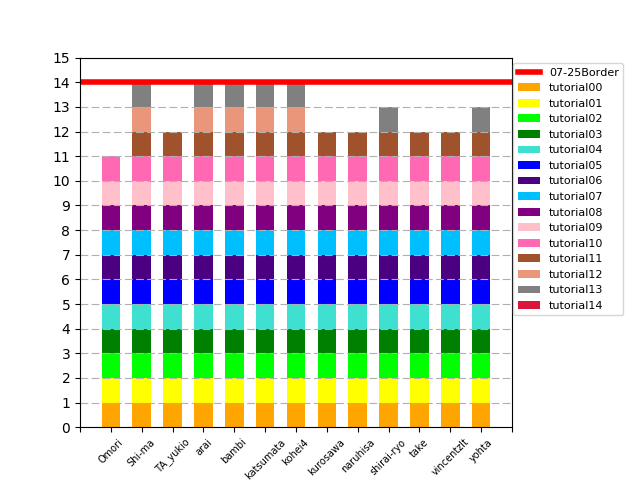 15
14
13
12
11
10
9
8
7
6
5
4
3
2
1
0
Omori
Shi-ma
TA_yukio
arai
bambi
katsumata
kohei4
kurosawa
naruhisa
shirai-ryo
take
vincentzlt
yohta
07-25Border
tutorial00
tutorial01
tutorial02
tutorial03
tutorial04
tutorial05
tutorial06
tutorial07
tutorial08
tutorial09
tutorial10
tutorial11
tutorial12
tutorial13
tutorial14